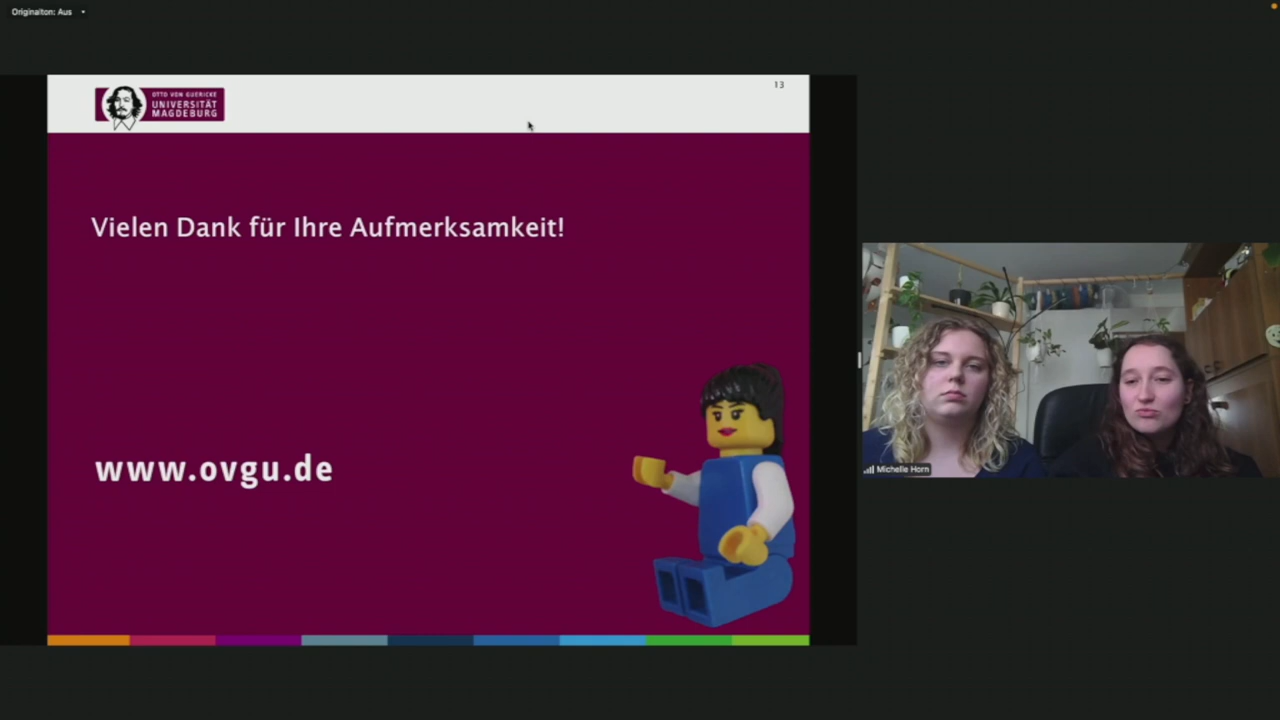 Originalton: Aus
13
OTTO VON GUERICKE
UNIVERSITÄT
MAGDEBURG
Vielen Dank für Ihre Aufmerksamkeit!
www.ovgu.de
Michelle Horn